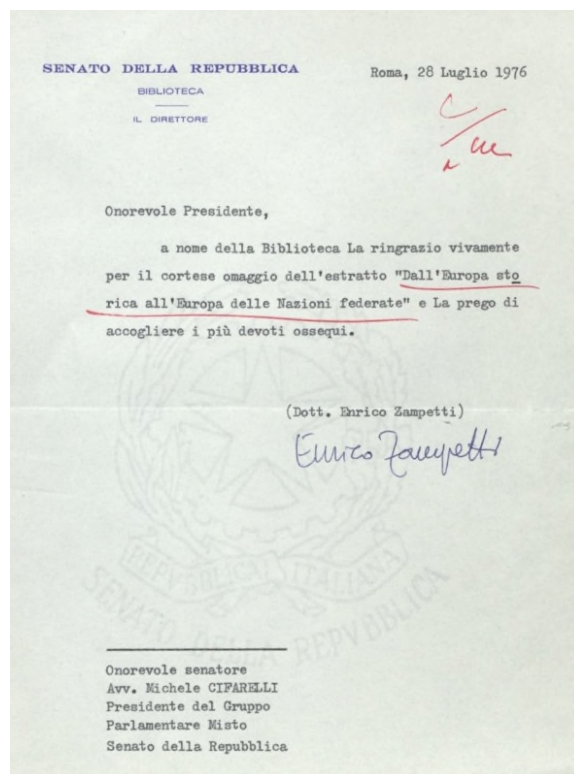 SENATO DELLA REPUBBLICA
BIBLIOTECA
IL DIRETTORE
Roma, 28 Luglio 1976
Onorevole Presidente,
a nome della Biblioteca La ringrazio vivamente
per il cortese omaggio dell'estratto "Dall'Europa sto
rica all'Europa delle Nazioni federate" e La prego di
accogliere i più devoti ossequi.
(Dott. Enrico Zampetti)
Enrico Zampetti
REPUBBLICA ITALIANA
SENATO DELLA REPVBBLICA
Onorevole senatore
Avv. Michele CIFARELLI
Presidente del Gruppo
Parlamentare Misto
Senato della Repubblica